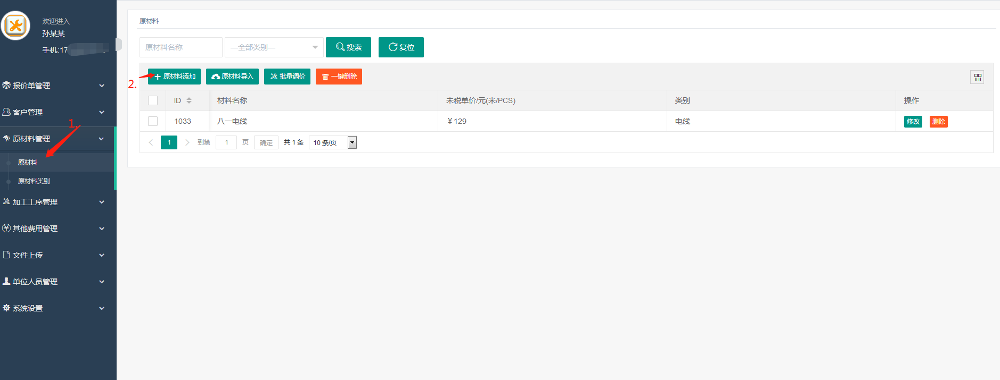 欢迎进入
孙某某
手机:17
报价单管理
客户管理
1.
原材料管理
原材料
原材料类别
加工工序管理
其他费用管理
文件上传
单位人员管理
系统设置
原材料
原材料名称 —全部类别— 搜索 复位
2. 原材料添加 原材料导入 批量调价 一键删除
ID 材料名称 未税单价/元(米/PCS) 类别 操作
1033 八一电线 ￥129 电线 修改 删除
1 到第 1 页 确定 共 1 条 10 条/页